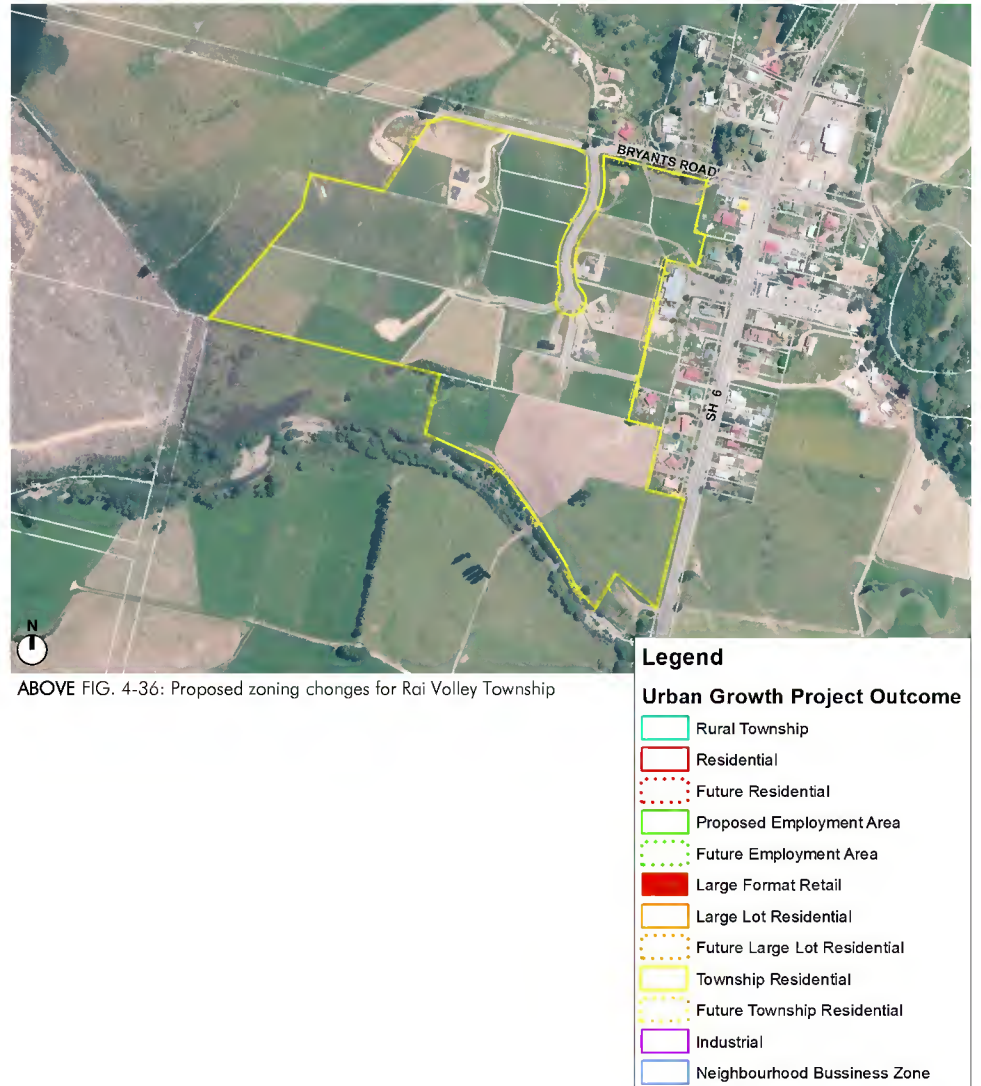 BRYANTS ROAD
SH 6
N
ABOVE FIG. 4-36: Proposed zoning changes for Rai Volley Township
Legend
Urban Growth Project Outcome
Rural Township
Residential
Future Residential
Proposed Employment Area
Future Employment Area
Large Format Retail
Large Lot Residential
Future Large Lot Residential
Township Residential
Future Township Residential
Industrial
Neighbourhood Bussiness Zone